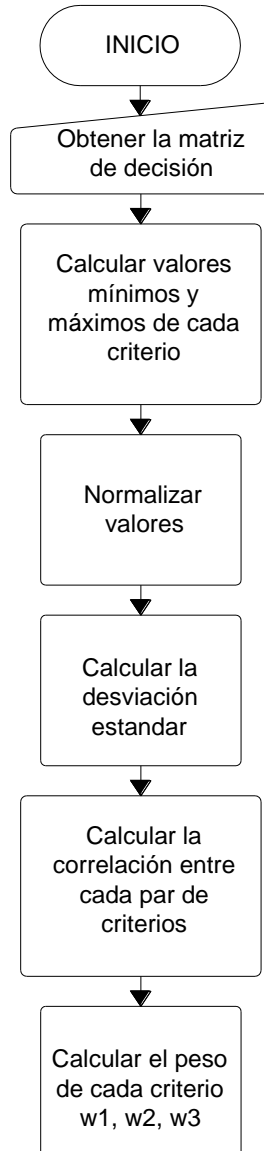 INICIO
Obtener la matriz
de decisión
Calcular valores
mínimos y
máximos de cada
criterio
Normalizar
valores
Calcular la
desviación
estandar
Calcular la
correlación entre
cada par de
criterios
Calcular el peso
de cada criterio
w1, w2, w3